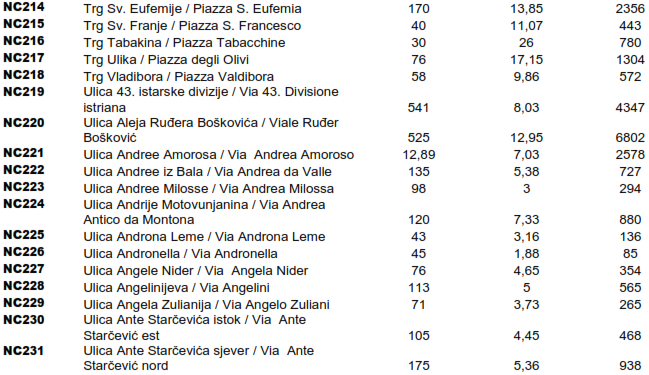 NC214 Trg Sv. Eufemije / Piazza S. Eufemia 170 13,85 2356
NC215 Trg Sv. Franje / Piazza S. Francesco 40 11,07 443
NC216 Trg Tabakina / Piazza Tabacchine 30 26 780
NC217 Trg Ulika / Piazza degli Olivi 76 17,15 1304
NC218 Trg Vladibora / Piazza Valdibora 58 9,86 572
NC219 Ulica 43. istarske divizije / Via 43. Divisione
istriana 541 8,03 4347
NC220 Ulica Aleja Ruđera Boškovića / Viale Ruđer
Bošković 525 12,95 6802
NC221 Ulica Andree Amorosa / Via Andrea Amoroso 12,89 7,03 2578
NC222 Ulica Andree iz Bala / Via Andrea da Valle 135 5,38 727
NC223 Ulica Andree Milosse / Via Andrea Milossa 98 3 294
NC224 Ulica Andrije Motovunjanina / Via Andrea
Antico da Montona 120 7,33 880
NC225 Ulica Androna Leme / Via Androna Leme 43 3,16 136
NC226 Ulica Andronella / Via Andronella 45 1,88 85
NC227 Ulica Angele Nider / Via Angela Nider 76 4,65 354
NC228 Ulica Angelinijeva / Via Angelini 113 5 565
NC229 Ulica Angela Zulianija / Via Angelo Zuliani 71 3,73 265
NC230 Ulica Ante Starčevića istok / Via Ante
Starčević est 105 4,45 468
NC231 Ulica Ante Starčevića sjever / Via Ante
Starčević nord 175 5,36 938